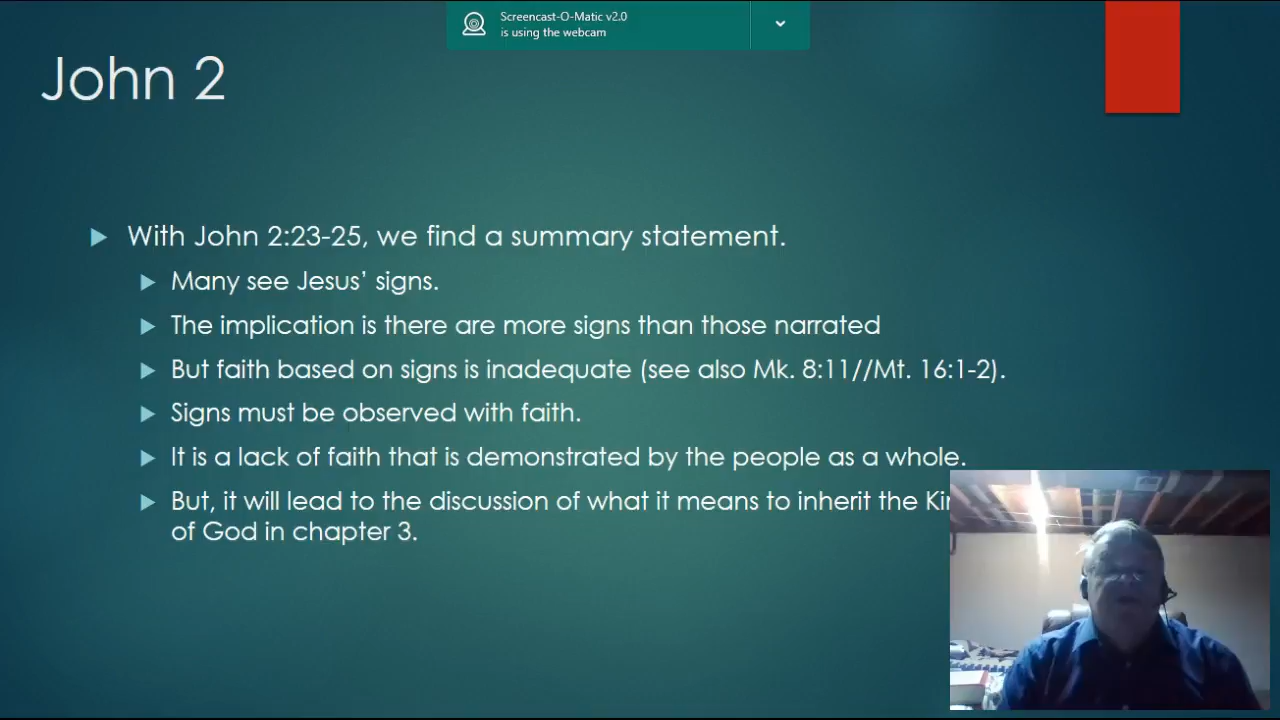 Screencast-O-Matic v2.0
is using the webcam
John 2
With John 2:23-25, we find a summary statement.
Many see Jesus’ signs.
The implication is there are more signs than those narrated
But faith based on signs is inadequate (see also Mk. 8:11//Mt. 16:1-2).
Signs must be observed with faith.
It is a lack of faith that is demonstrated by the people as a whole.
But, it will lead to the discussion of what it means to inherit the
of God in chapter 3.